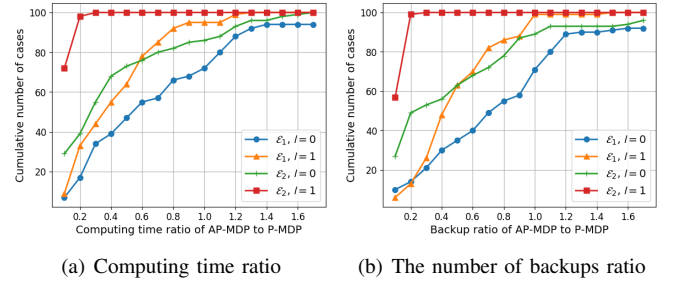 100
80
60
40
20
Cumulative number of cases
0.2 0.4 0.6 0.8 1.0 1.2 1.4 1.6
Computing time ratio of AP-MDP to P-MDP
ℰ₁, l = 0
ℰ₁, l = 1
ℰ₂, l = 0
ℰ₂, l = 1
(a) Computing time ratio
100
80
60
40
20
Cumulative number of cases
0.2 0.4 0.6 0.8 1.0 1.2 1.4 1.6
Backup ratio of AP-MDP to P-MDP
ℰ₁, l = 0
ℰ₁, l = 1
ℰ₂, l = 0
ℰ₂, l = 1
(b) The number of backups ratio